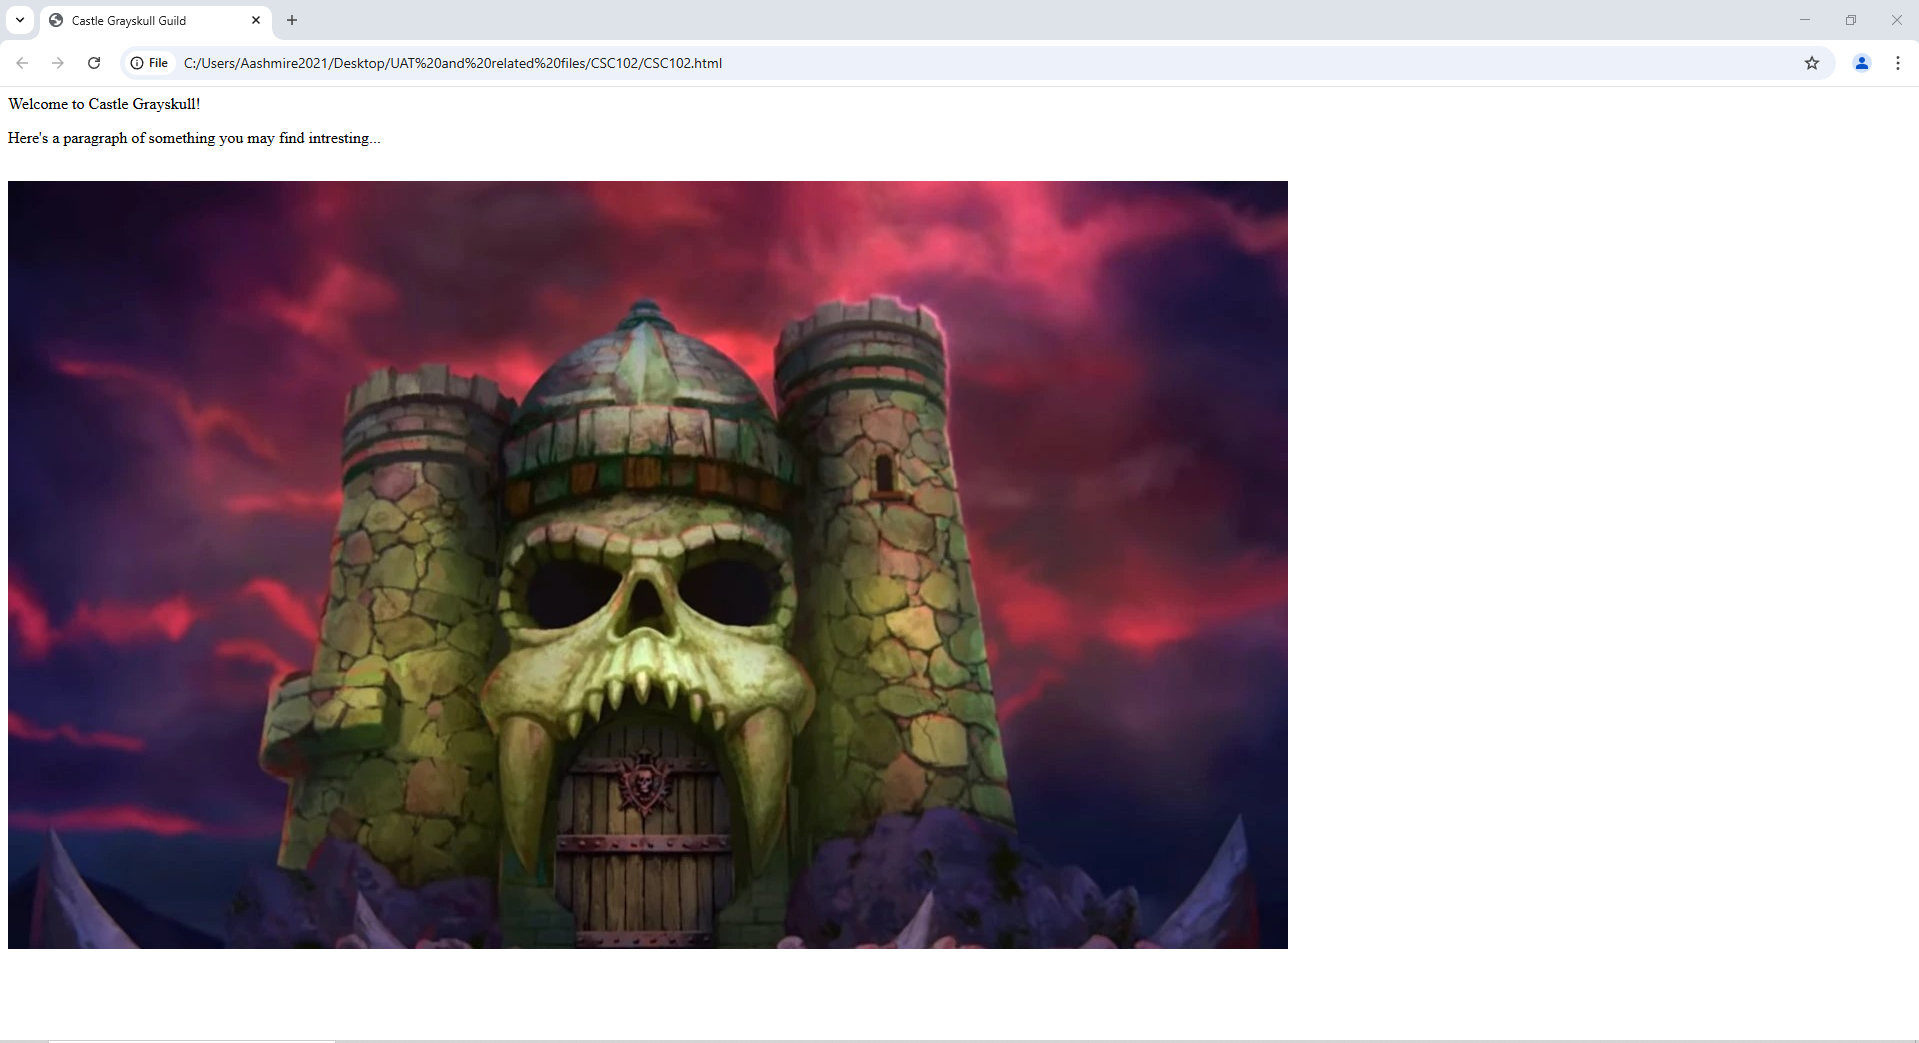 Castle Grayskull Guild
File
C:/Users/Aashmire2021/Desktop/UAT%20and%20related%20files/CSC102/CSC102.html
Welcome to Castle Grayskull!
Here's a paragraph of something you may find intresting...